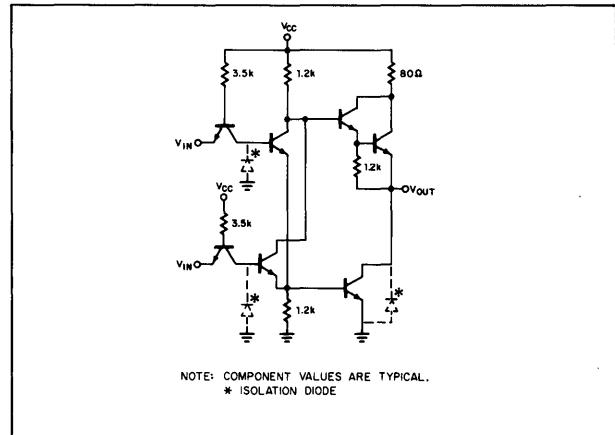 VCC
3.5k
1.2k
80Ω
VIN
*
1.2k
VOUT
VCC
3.5k
VIN
*
1.2k
*
NOTE: COMPONENT VALUES ARE TYPICAL.
* ISOLATION DIODE